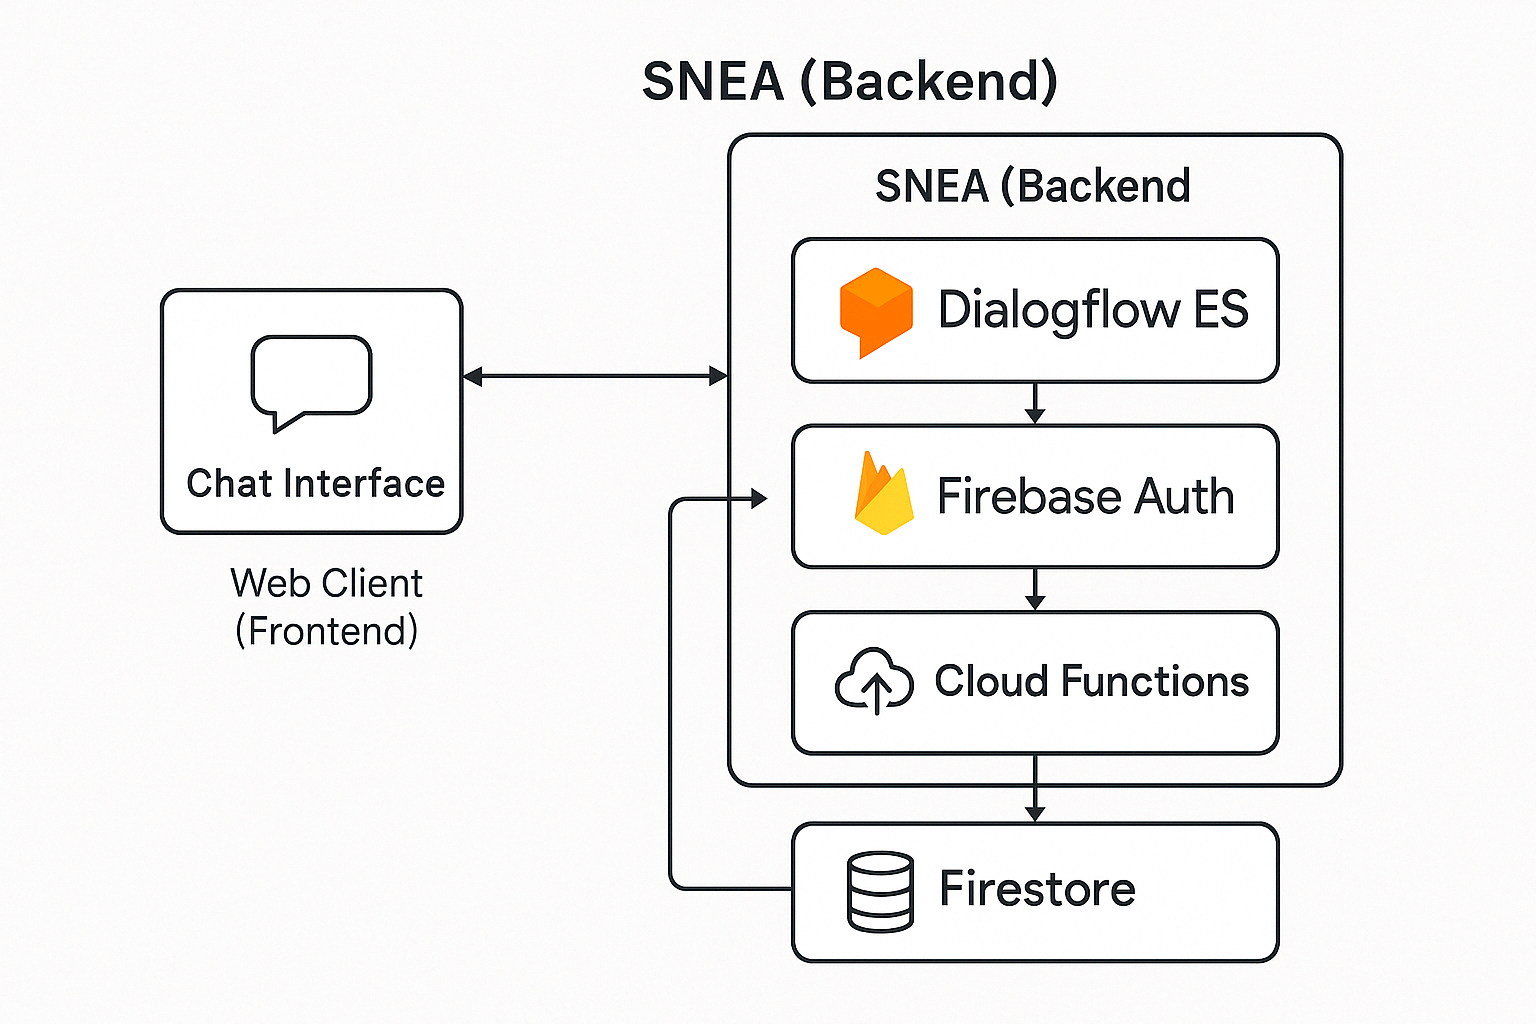 SNEA (Backend)
SNEA (Backend
Dialogflow ES
Chat Interface
Firebase Auth
Web Client
(Frontend)
Cloud Functions
Firestore